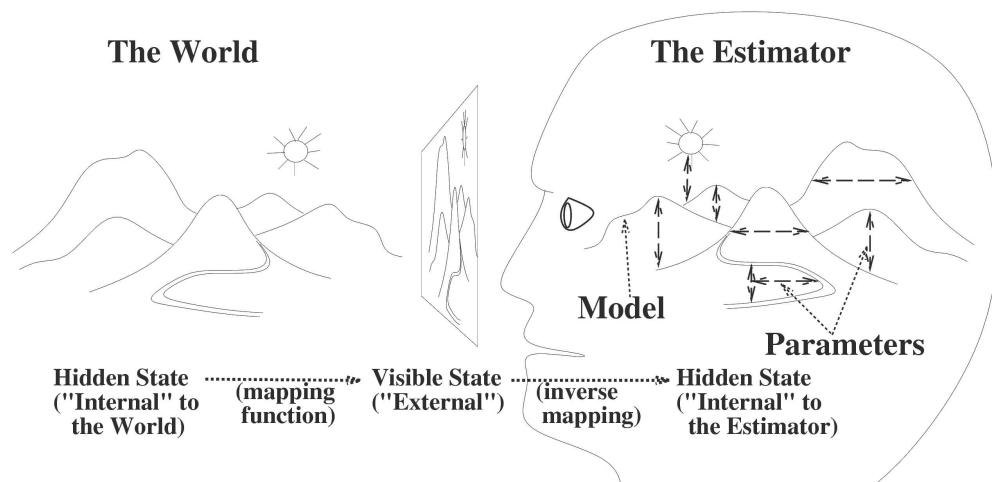 The World
The Estimator
Model
Parameters
Hidden State
("Internal" to
the World)
(mapping
function)
Visible State
("External")
(inverse
mapping)
Hidden State
("Internal" to
the Estimator)